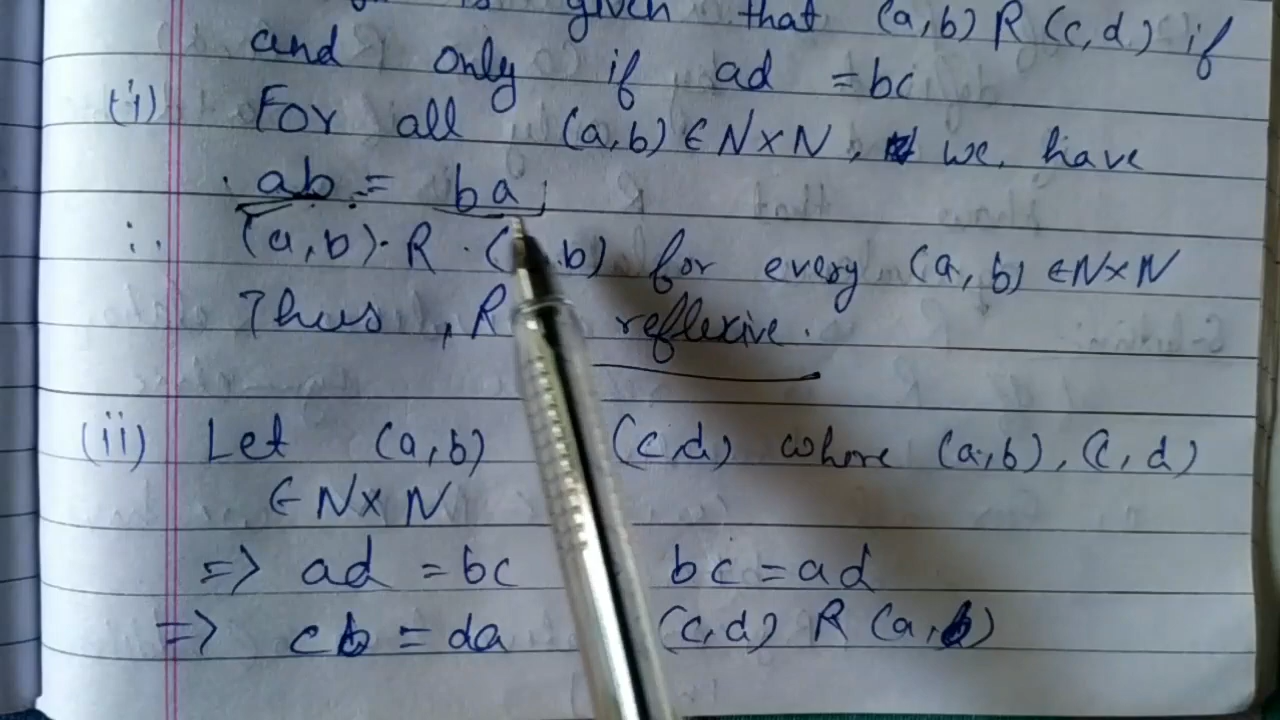 given that (a,b) R (c,d) if
and only if ad = bc
(i) For all (a,b) ∈ N×N, we have
ab = ba,
∴ (a,b) R ( ,b) for every (a,b) ∈ N×N
Thus, R reflexive.
(ii) Let (a,b) (c,d) where (a,b), (c,d)
∈ N×N
=> ad = bc bc = ad
=> cb = da (c,d) R (a,b)